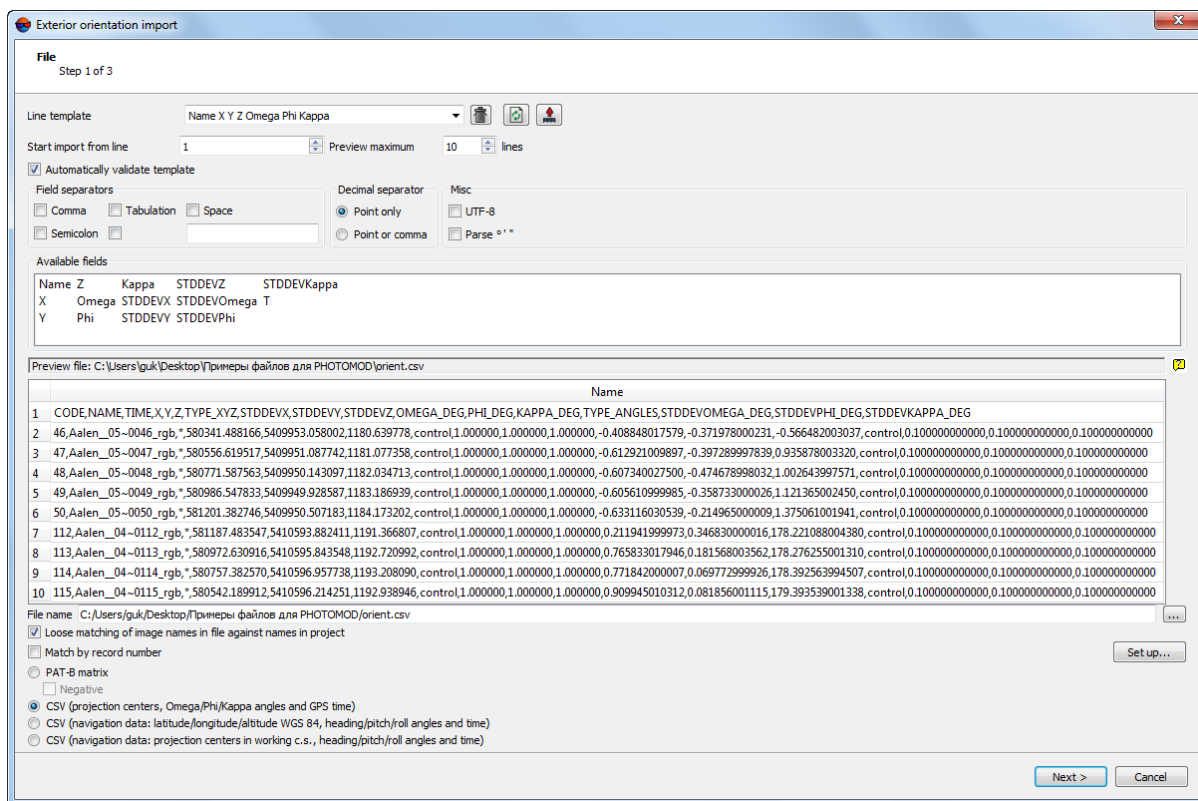 Exterior orientation import
File
Step 1 of 3
Line template Name X Y Z Omega Phi Kappa
Start import from line 1 Preview maximum 10 lines
Automatically validate template
Field separators Decimal separator Misc
Comma Tabulation Space Point only UTF-8
Semicolon Point or comma Parse ° ' "
Available fields
Name Z Kappa STDDEVZ STDDEVKappa
X Omega STDDEVX STDDEVOmega T
Y Phi STDDEVY STDDEVPhi
Preview file: C:\Users\guk\Desktop\Примеры файлов для PHOTOMOD\orient.csv
Name
1 CODE,NAME,TIME,X,Y,Z,TYPE_XYZ,STDDEVX,STDDEVY,STDDEVZ,OMEGA_DEG,PHI_DEG,KAPPA_DEG,TYPE_ANGLES,STDDEVOMEGA_DEG,STDDEVPHI_DEG,STDDEVKAPPA_DEG
2 46,Aalen__05~0046_rgb,*,580341.488166,5409953.058002,1180.639778,control,1.000000,1.000000,1.000000,-0.408848017579,-0.371978000231,-0.566482003037,control,0.100000000000,0.100000000000,0.100000000000
3 47,Aalen__05~0047_rgb,*,580556.619517,5409951.087742,1181.077358,control,1.000000,1.000000,1.000000,-0.612921009897,-0.397289997839,0.935878003320,control,0.100000000000,0.100000000000,0.100000000000
4 48,Aalen__05~0048_rgb,*,580771.587563,5409950.143097,1182.034713,control,1.000000,1.000000,1.000000,-0.607340027500,-0.474678998032,1.002643997571,control,0.100000000000,0.100000000000,0.100000000000
5 49,Aalen__05~0049_rgb,*,580986.547833,5409949.928587,1183.186939,control,1.000000,1.000000,1.000000,-0.605610999985,-0.358733000026,1.121365002450,control,0.100000000000,0.100000000000,0.100000000000
6 50,Aalen__05~0050_rgb,*,581201.382746,5409950.507183,1184.173202,control,1.000000,1.000000,1.000000,-0.633116030539,-0.214965000009,1.375061001941,control,0.100000000000,0.100000000000,0.100000000000
7 112,Aalen__04~0112_rgb,*,581187.483547,5410593.882411,1191.366807,control,1.000000,1.000000,1.000000,0.211941999973,0.346830000016,178.221088004380,control,0.100000000000,0.100000000000,0.100000000000
8 113,Aalen__04~0113_rgb,*,580972.630916,5410595.843548,1192.720992,control,1.000000,1.000000,1.000000,0.765833017946,0.181568003562,178.276255001310,control,0.100000000000,0.100000000000,0.100000000000
9 114,Aalen__04~0114_rgb,*,580757.382570,5410596.957738,1193.208090,control,1.000000,1.000000,1.000000,0.771842000007,0.069772999926,178.392563994507,control,0.100000000000,0.100000000000,0.100000000000
10 115,Aalen__04~0115_rgb,*,580542.189912,5410596.214251,1192.938946,control,1.000000,1.000000,1.000000,0.909945010312,0.081856001115,179.393539001338,control,0.100000000000,0.100000000000,0.100000000000
File name C:/Users/guk/Desktop/Примеры файлов для PHOTOMOD/orient.csv ...
Loose matching of image names in file against names in project
Match by record number Set up...
PAT-B matrix
Negative
CSV (projection centers, Omega/Phi/Kappa angles and GPS time)
CSV (navigation data: latitude/longitude/altitude WGS 84, heading/pitch/roll angles and time)
CSV (navigation data: projection centers in working c.s., heading/pitch/roll angles and time)
Next > Cancel